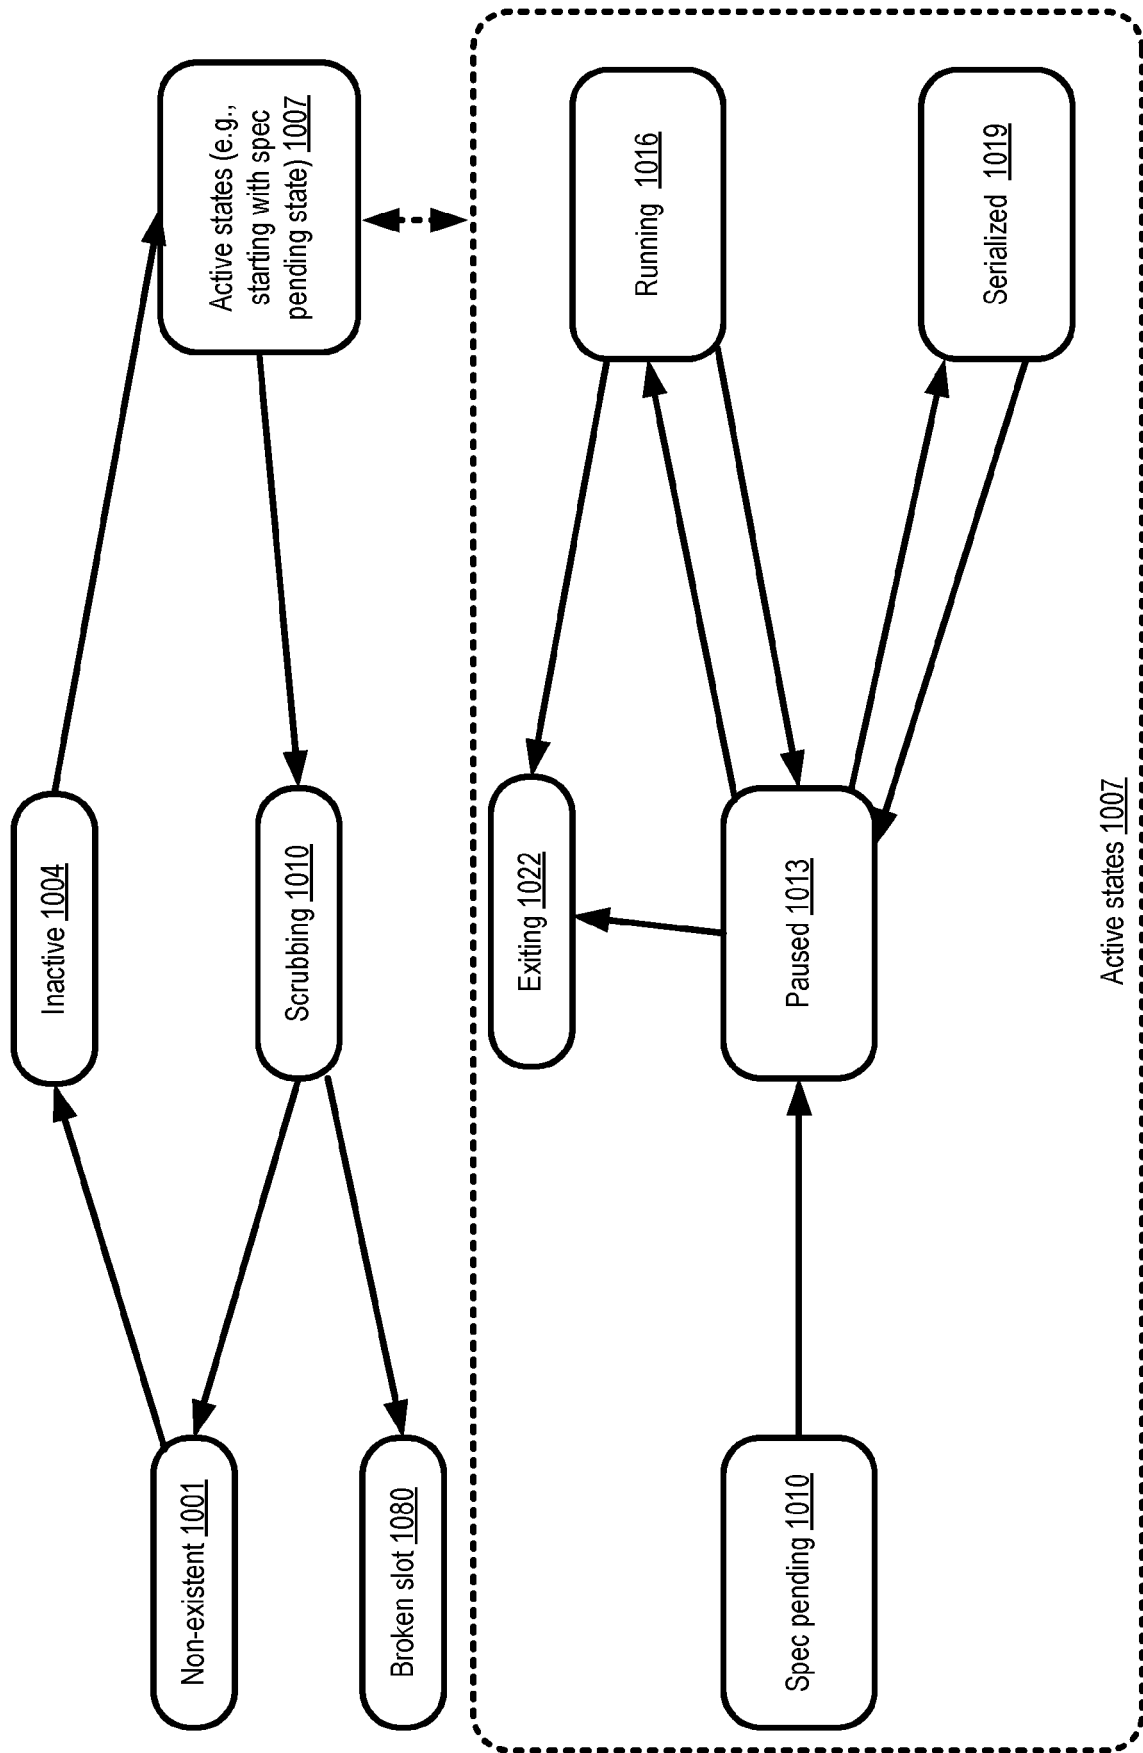 Inactive 1004
Active states (e.g.,
starting with spec
pending state) 1007
Non-existent 1001
Scrubbing 1010
Broken slot 1080
Exiting 1022
Running 1016
Spec pending 1010
Paused 1013
Serialized 1019
Active states 1007